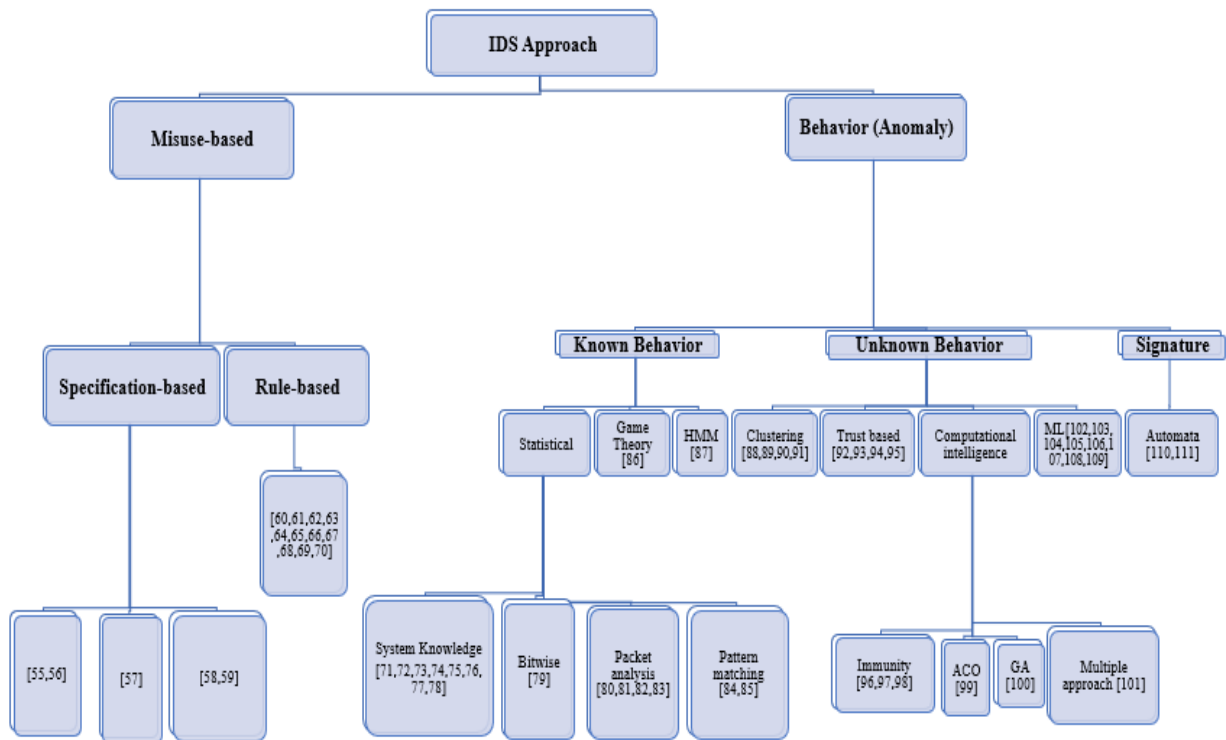 IDS Approach
Misuse-based
Behavior (Anomaly)
Known Behavior
Unknown Behavior
Signature
Specification-based
Rule-based
Statistical
Game
Theory
[86]
HMM
[87]
Clustering
[88,89,90,91]
Trust based
[92,93,94,95]
Computational
intelligence
ML[102,103,
104,105,106,1
07,108,109]
Automata
[110,111]
[60,61,62,63
,64,65,66,67
,68,69,70]
[55,56]
[57]
[58,59]
System Knowledge
[71,72,73,74,75,76,
77,78]
Bitwise
[79]
Packet
analysis
[80,81,82,83]
Pattern
matching
[84,85]
Immunity
[96,97,98]
ACO
[99]
GA
[100]
Multiple
approach [101]